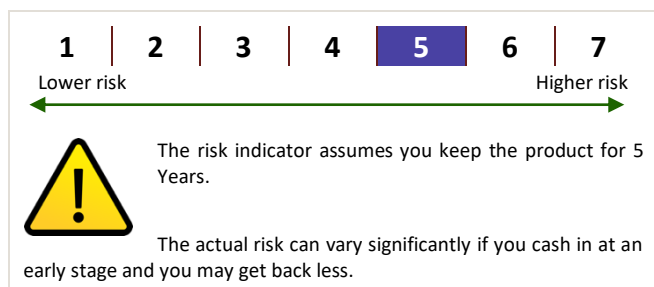 1 2 3 4 5 6 7
Lower risk Higher risk
The risk indicator assumes you keep the product for 5
Years.
The actual risk can vary significantly if you cash in at an
early stage and you may get back less.